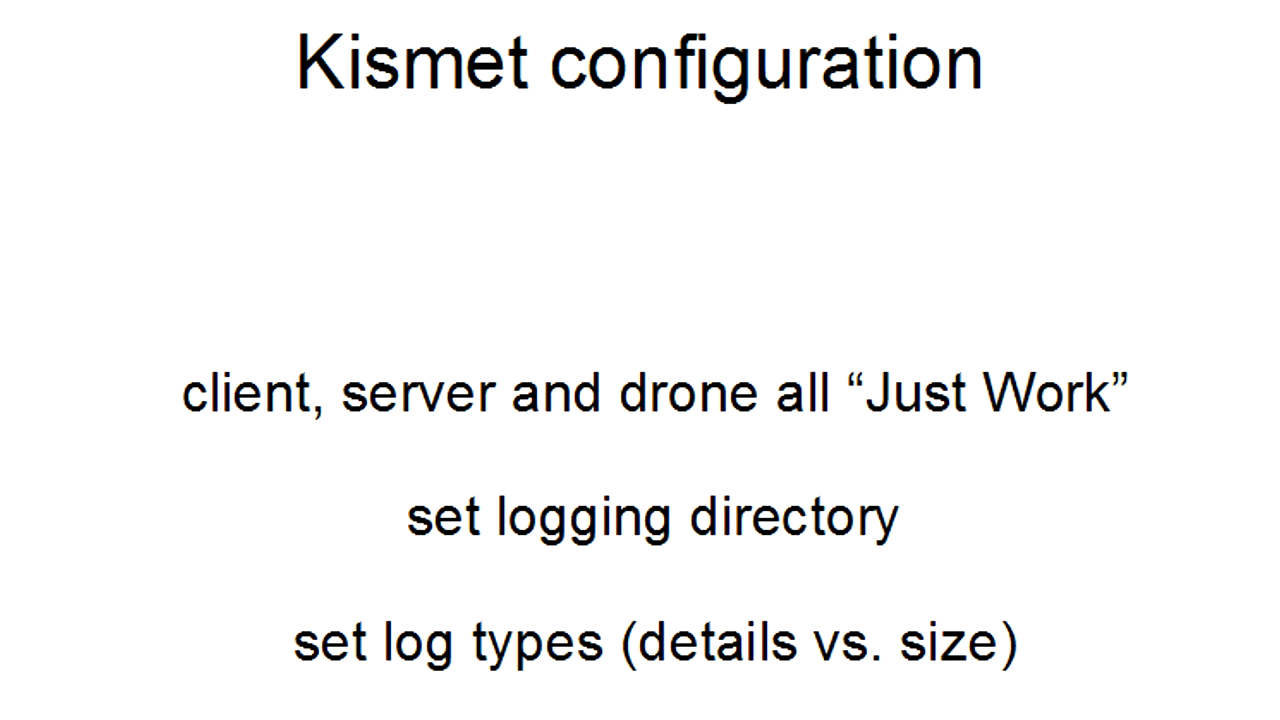 Kismet configuration
client, server and drone all “Just Work”
set logging directory
set log types (details vs. size)